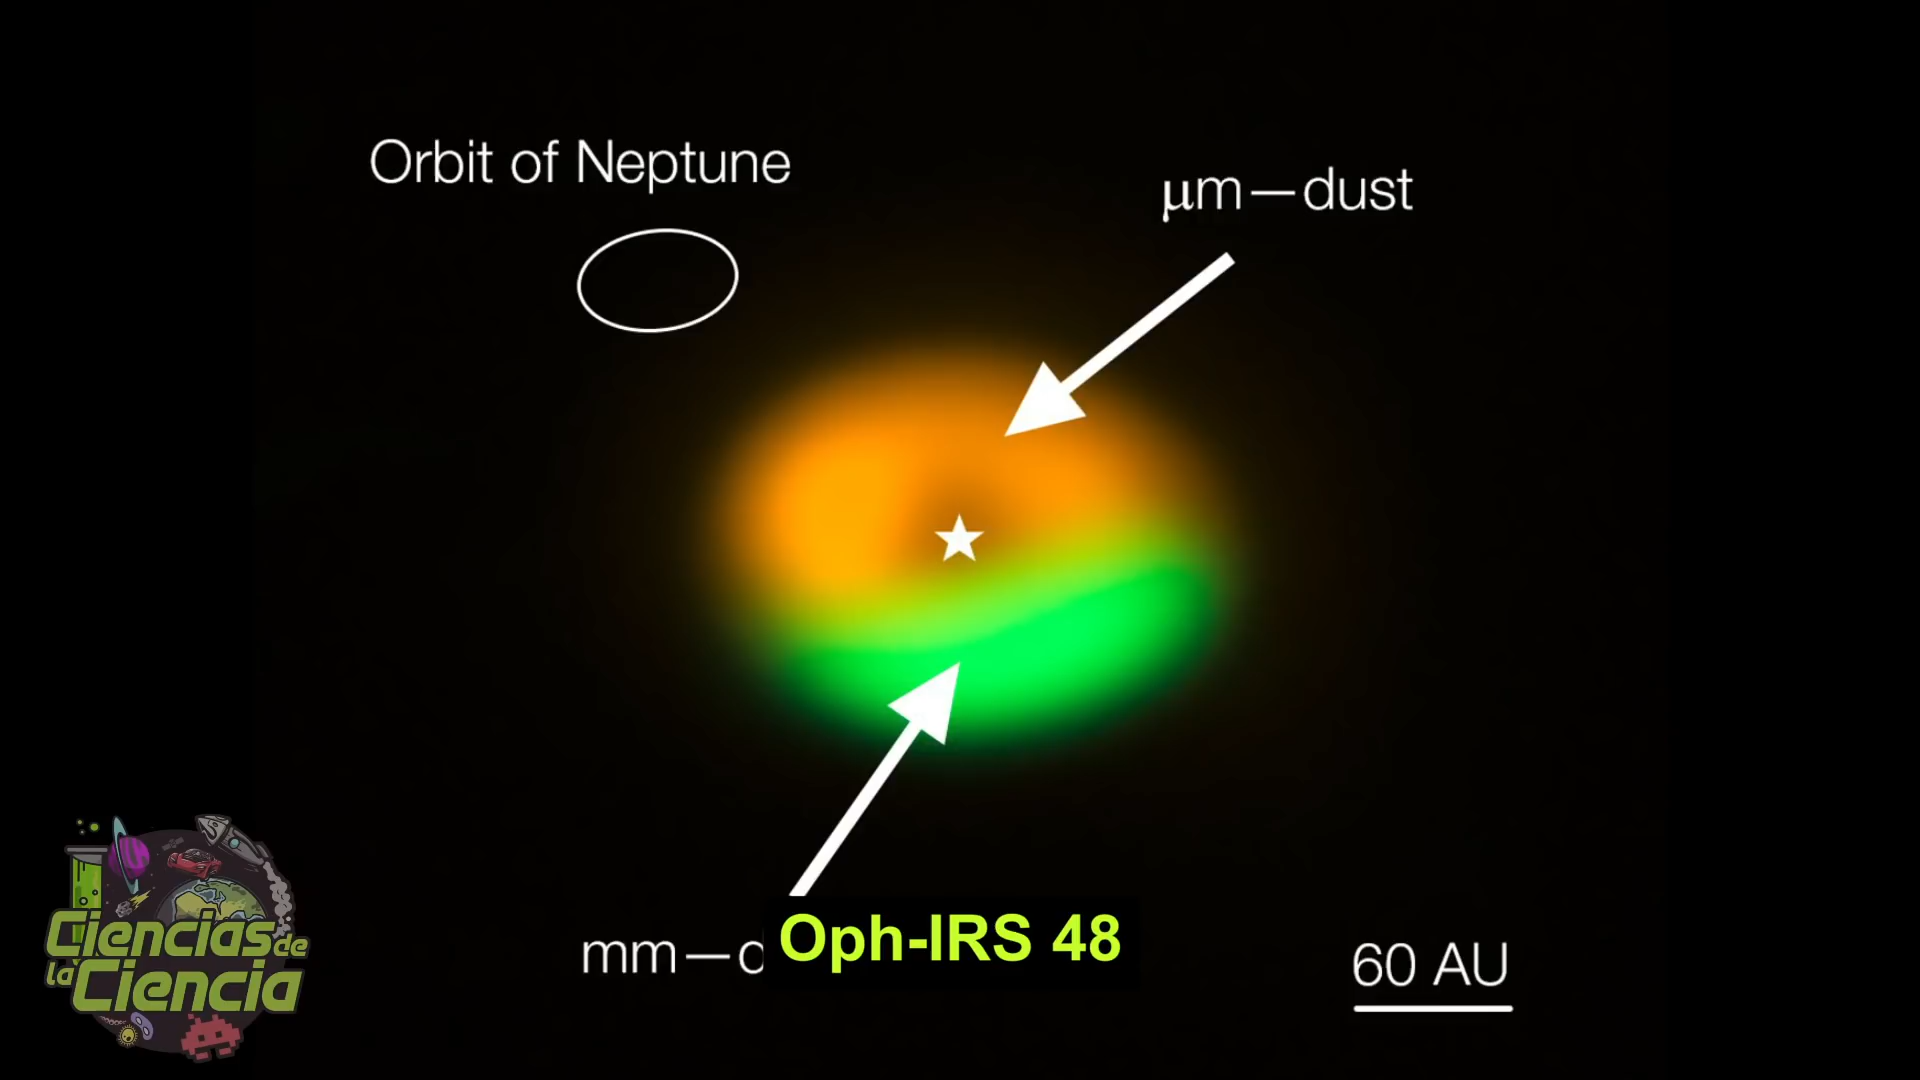 Orbit of Neptune
μm—dust
mm—d
Oph-IRS 48
60 AU
Ciencias de
la Ciencia